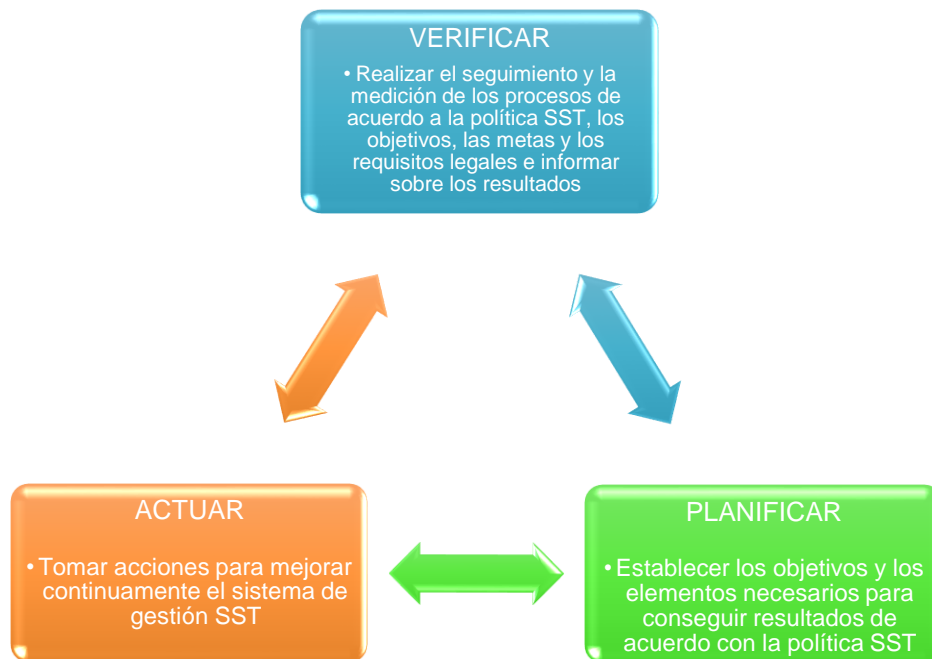 VERIFICAR
• Realizar el seguimiento y la
medición de los procesos de
acuerdo a la política SST, los
objetivos, las metas y los
requisitos legales e informar
sobre los resultados
ACTUAR
• Tomar acciones para mejorar
continuamente el sistema de
gestión SST
PLANIFICAR
• Establecer los objetivos y los
elementos necesarios para
conseguir resultados de
acuerdo con la política SST